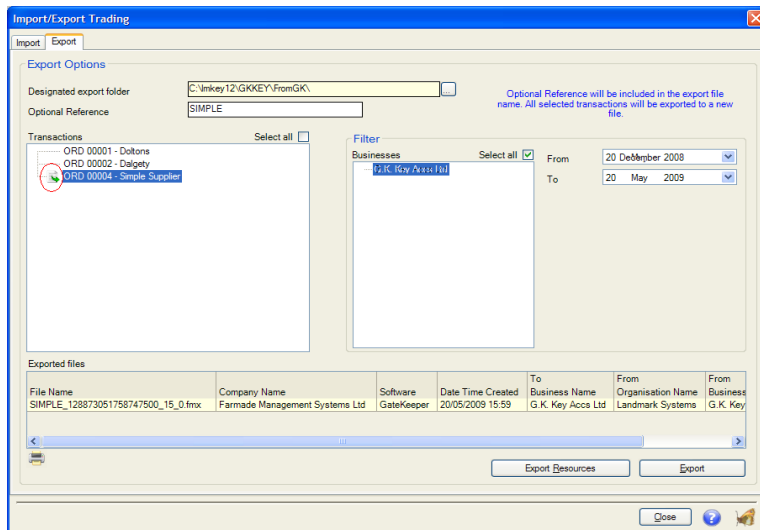 Import/Export Trading
Import Export
Export Options
Designated export folder
C:\lmkey12\GKKEY\FromGK\
...
Optional Reference
SIMPLE
Optional Reference will be included in the export file
name. All selected transactions will be exported to a new
file.
Transactions
Select all
ORD 00001 - Doltons
ORD 00002 - Dalgety
ORD 00004 - Simple Supplier
Filter
Businesses
Select all
G.K. Key Accs Ltd
From
20 December 2008
To
20 May 2009
Exported files
File Name
Company Name
Software
Date Time Created
To
Business Name
From
Organisation Name
From
Business
SIMPLE_128873051758747500_15_0.fmx
Farmade Management Systems Ltd
GateKeeper
20/05/2009 15:59
G.K. Key Accs Ltd
Landmark Systems
G.K. Key
Export Resources
Export
Close